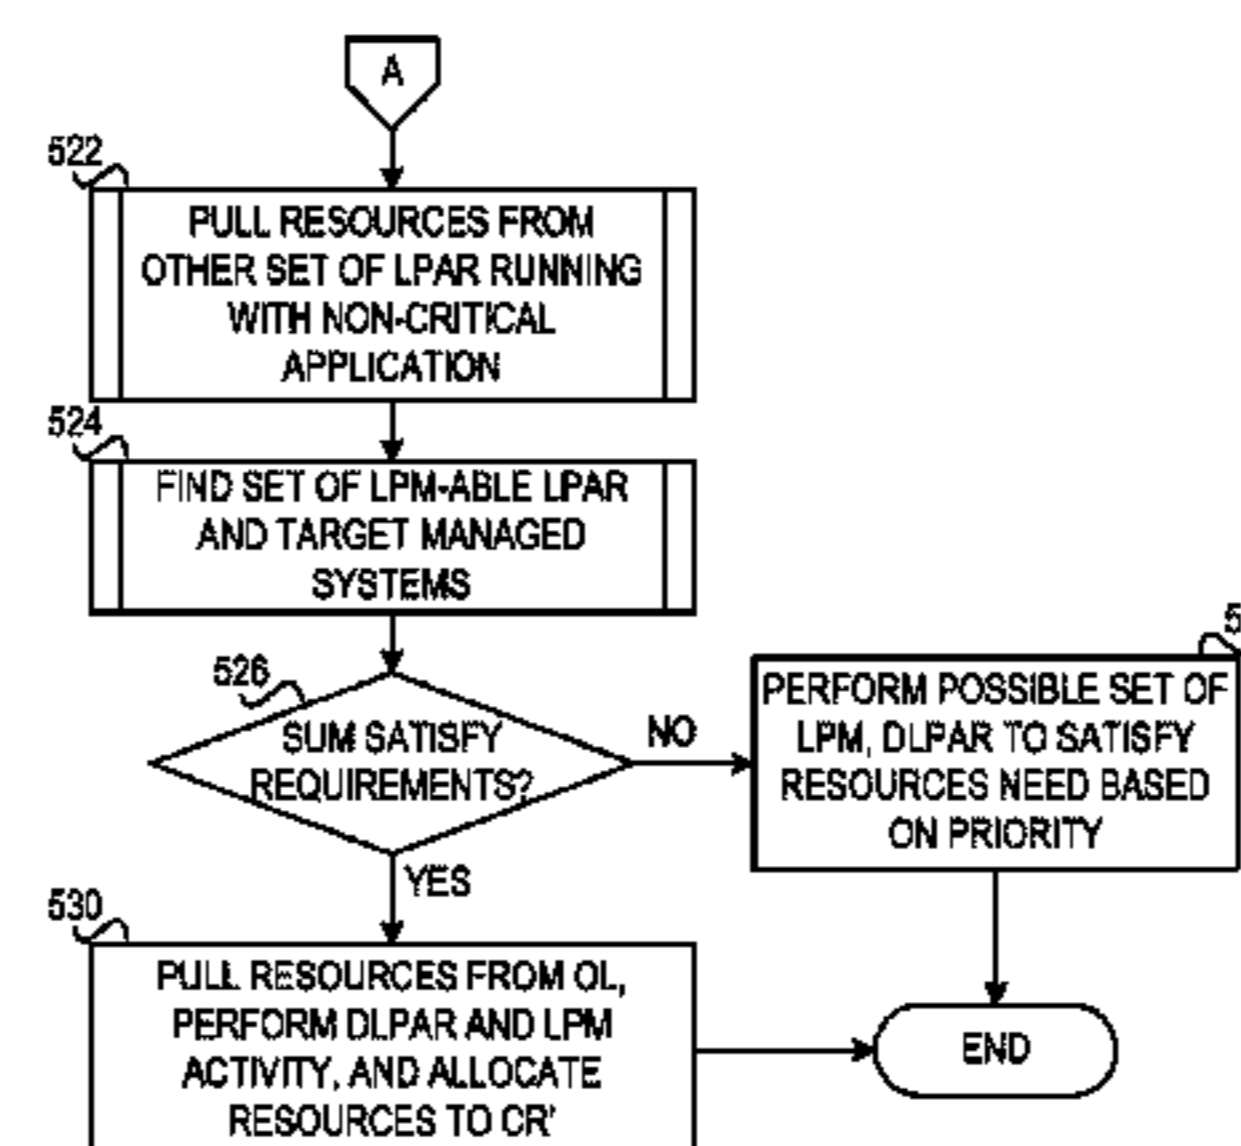 A
522
PULL RESOURCES FROM
OTHER SET OF LPAR RUNNING
WITH NON-CRITICAL
APPLICATION
524
FIND SET OF LPM-ABLE LPAR
AND TARGET MANAGED
SYSTEMS
526
SUM SATISFY
REQUIREMENTS?
NO
5
PERFORM POSSIBLE SET OF
LPM, DLPAR TO SATISFY
RESOURCES NEED BASED
ON PRIORITY
YES
530
PULL RESOURCES FROM OL,
PERFORM DLPAR AND LPM
ACTIVITY, AND ALLOCATE
RESOURCES TO CR'
END